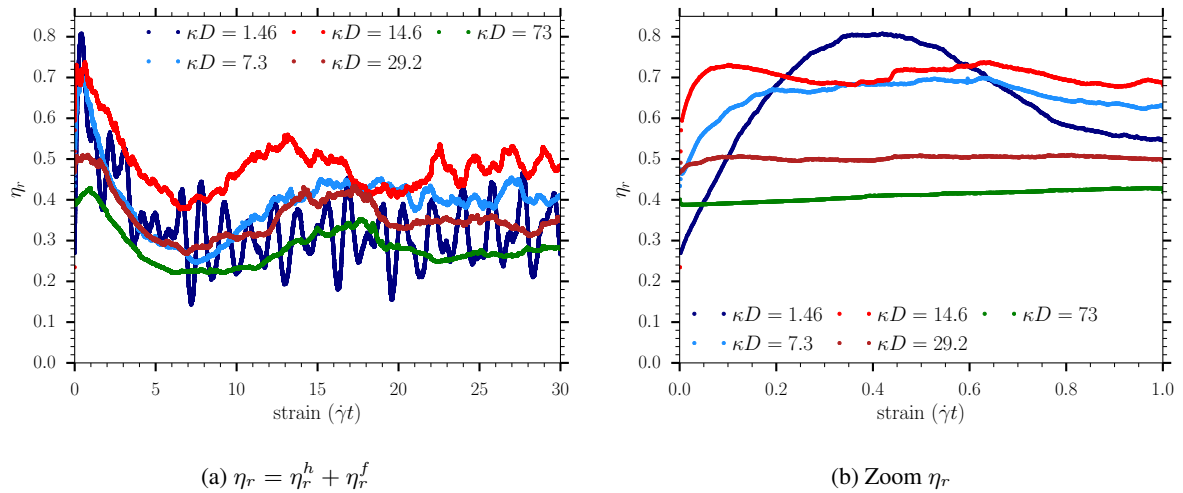 0.8
0.7
0.6
0.5
0.4
0.3
0.2
0.1
0.0
η_r
κD = 1.46 κD = 14.6 κD = 73
κD = 7.3 κD = 29.2
0 5 10 15 20 25 30
strain (γ̇t)
(a) η_r = η_r^h + η_r^f
0.8
0.7
0.6
0.5
0.4
0.3
0.2
0.1
0.0
η_r
κD = 1.46 κD = 14.6 κD = 73
κD = 7.3 κD = 29.2
0.0 0.2 0.4 0.6 0.8 1.0
strain (γ̇t)
(b) Zoom η_r